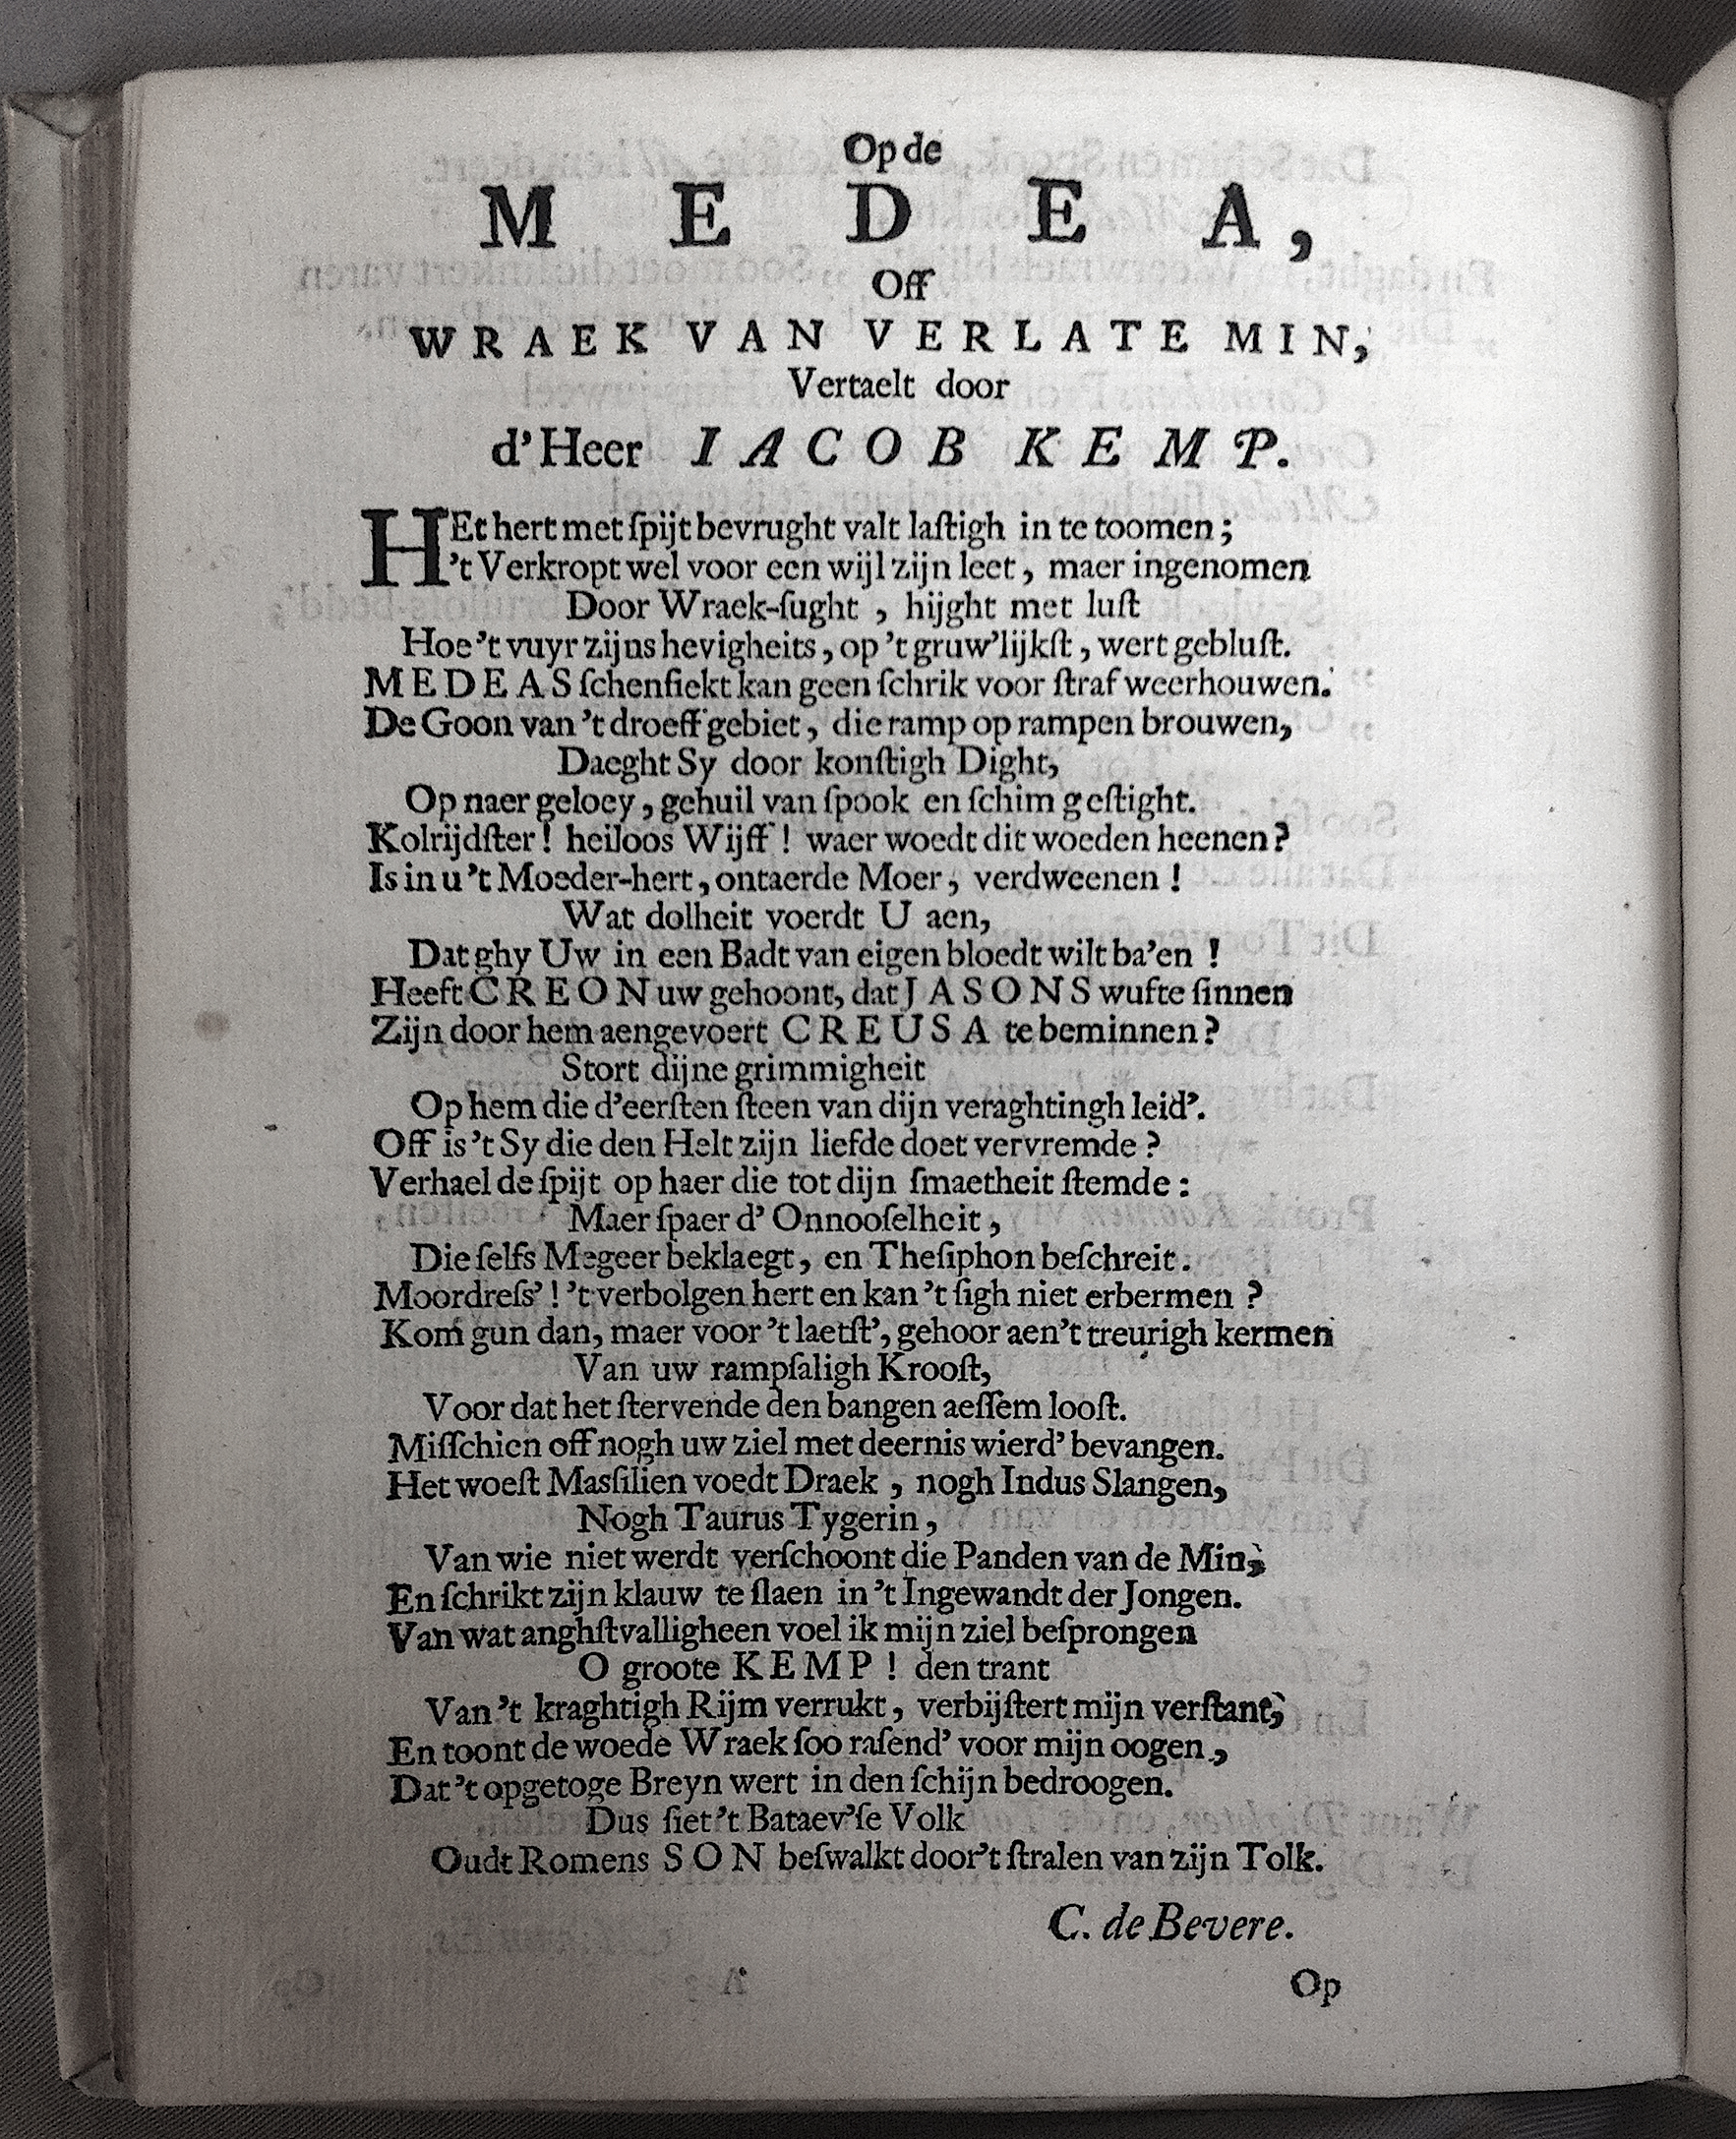 Op de
MEDEA,
Off
WRAEK VAN VERLATE MIN,
Vertaelt door
d'Heer IACOB KEMP.
HEt hert met ſpijt bevrught valt laſtigh in te toomen;
't Verkropt wel voor een wijl zijn leet, maer ingenomen
Door Wraek-ſught, hijght met luſt
Hoe 't vuyr zijns hevigheits, op 't gruw'lijkſt, wert gebluſt.
MEDEAS ſchenſiekt kan geen ſchrik voor ſtraf weerhouwen.
De Goon van 't droeff gebiet, die ramp op rampen brouwen,
Daeght Sy door konſtigh Dight,
Op naer geloey, gehuil van ſpook en ſchim geſtight.
Kolrijdſter! heiloos Wijff! waer woedt dit woeden heenen?
Is in u 't Moeder-hert, ontaerde Moer, verdweenen!
Wat dolheit voerdt U aen,
Dat ghy Uw in een Badt van eigen bloedt wilt ba'en!
Heeft CREON uw gehoont, dat JASONS wufte ſinnen
Zijn door hem aengevoert CREUSA te beminnen?
Stort dijne grimmigheit
Op hem die d'eerſten ſteen van dijn veraghtingh leid'.
Off is 't Sy die den Helt zijn liefde doet vervremde?
Verhael de ſpijt op haer die tot dijn ſmaetheit ſtemde:
Maer ſpaer d' Onnooſelheit,
Die ſelfs Megeer beklaegt, en Theſiphon beſchreit.
Moordreſs'! 't verbolgen hert en kan 't ſigh niet erbermen?
Kom gun dan, maer voor 't laetſt', gehoor aen't treurigh kermen
Van uw rampſaligh Krooſt,
Voor dat het ſtervende den bangen aeſſem looſt.
Miſſchien off nogh uw ziel met deernis wierd' bevangen.
Het woeſt Masſilien voedt Draek, nogh Indus Slangen,
Nogh Taurus Tygerin,
Van wie niet werdt verſchoont die Panden van de Min,
En ſchrikt zijn klauw te ſlaen in 't Ingewandt der Jongen.
Van wat anghſtvalligheen voel ik mijn ziel beſprongen
O groote KEMP! den trant
Van 't kraghtigh Rijm verrukt, verbijſtert mijn verſtant,
En toont de woede Wraek ſoo raſend' voor mijn oogen,
Dat 't opgetoge Breyn wert in den ſchijn bedroogen.
Dus ſiet 't Bataev'ſe Volk
Oudt Romens SON beſwalkt door't ſtralen van zijn Tolk.
C. de Bevere.
Op